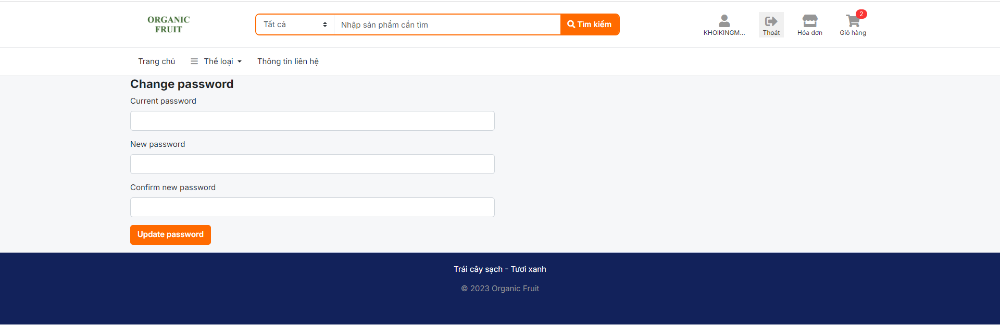 ORGANIC
FRUIT
Tất cả
Nhập sản phẩm cần tìm
Tìm kiếm
KHOIKINGM...
Thoát
Hóa đơn
2
Giỏ hàng
Trang chủ
Thể loại
Thông tin liên hệ
Change password
Current password
New password
Confirm new password
Update password
Trái cây sạch - Tươi xanh
© 2023 Organic Fruit